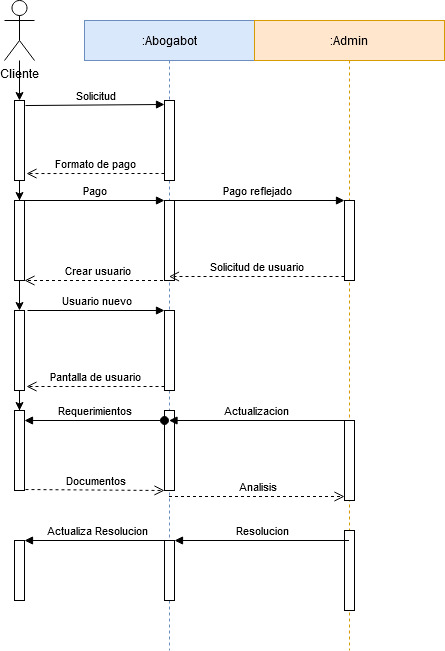 :Abogabot
:Admin
Cliente
Solicitud
Formato de pago
Pago
Pago reflejado
Solicitud de usuario
Crear usuario
Usuario nuevo
Pantalla de usuario
Requerimientos
Actualizacion
Documentos
Analisis
Actualiza Resolucion
Resolucion